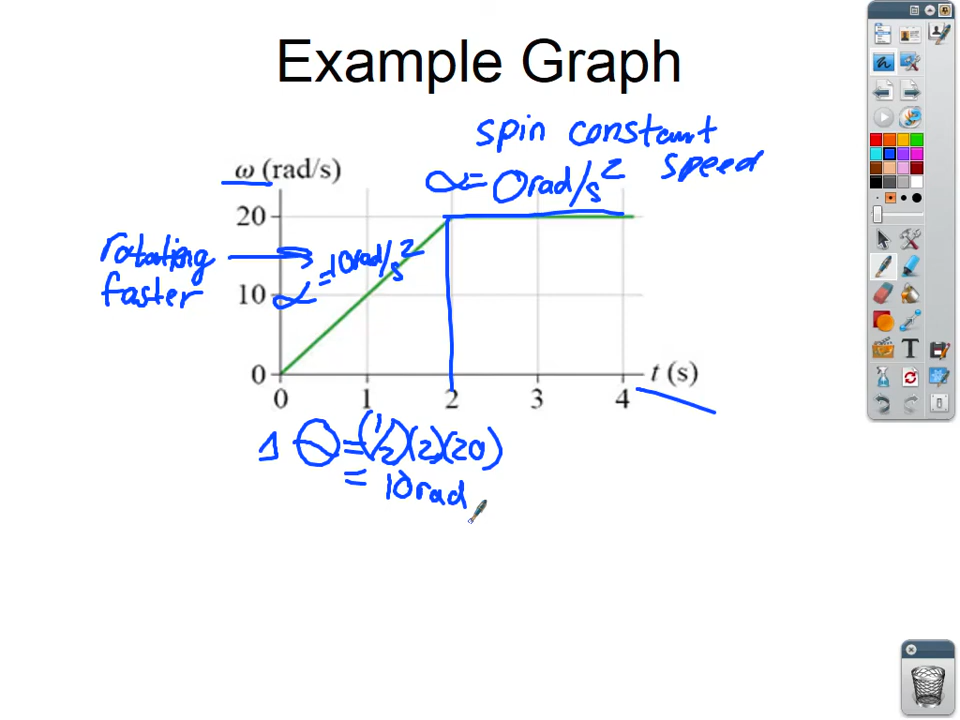 Example Graph
spin constant
speed
ω (rad/s)
α = 0 rad/s²
20
rotating
faster
α = 10 rad/s²
10
0
t (s)
0 1 2 3 4
Δθ = (1/2)(2)(20)
= 10 rad
T